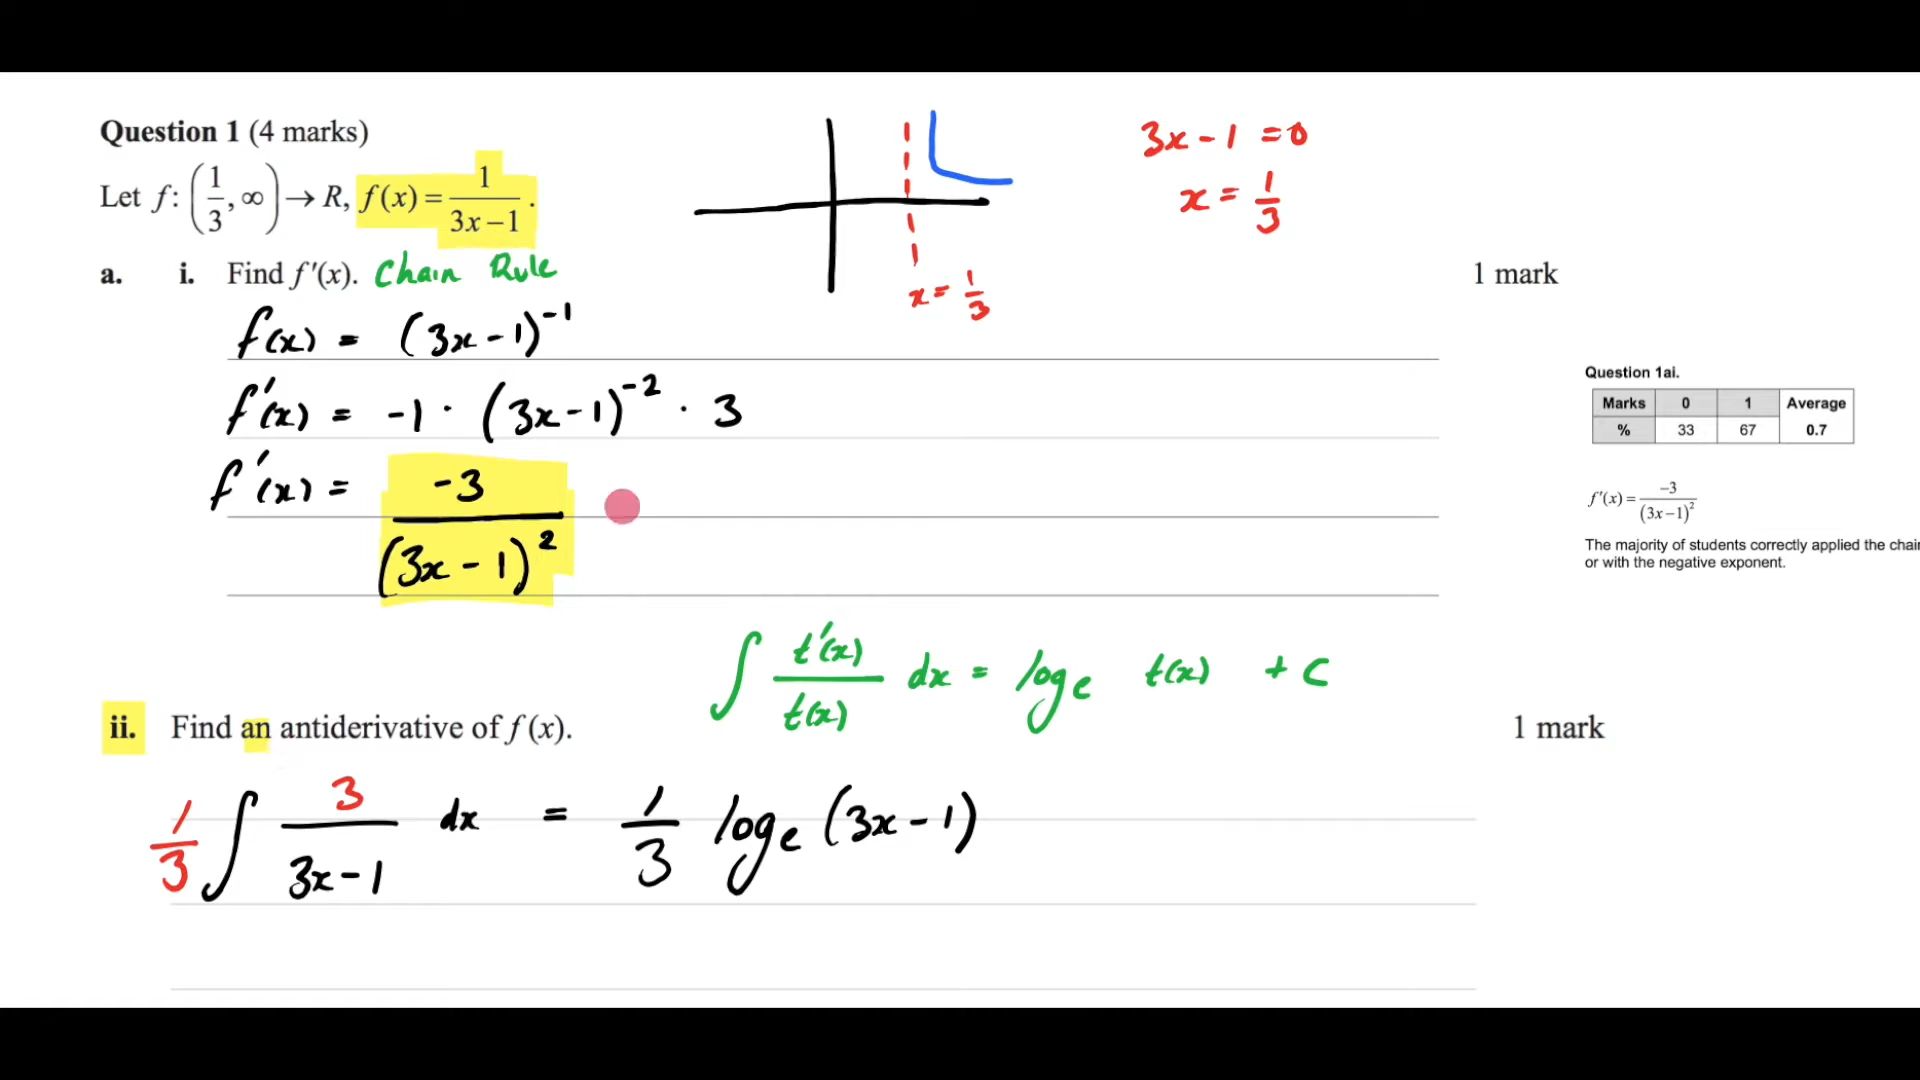 Question 1 (4 marks)
Let f: (1/3, ∞) → R, f(x) = 1/(3x – 1).
3x - 1 = 0
x = 1/3
x = 1/3
a. i. Find f′(x). Chain Rule 1 mark
f(x) = (3x - 1)^-1
f'(x) = -1 · (3x - 1)^-2 · 3
f'(x) = -3/(3x - 1)^2
Question 1ai.
Marks 0 1 Average
% 33 67 0.7
f′(x) = –3/(3x–1)^2
The majority of students correctly applied the chain
or with the negative exponent.
∫ t'(x)/t(x) dx = loge t(x) + c
ii. Find an antiderivative of f (x). 1 mark
1/3 ∫ 3/(3x - 1) dx = 1/3 loge (3x - 1)